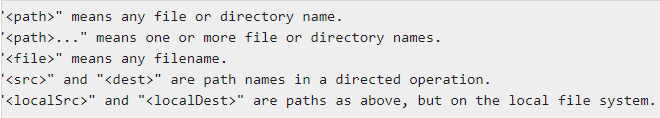 "<path>" means any file or directory name.
"<path>..." means one or more file or directory names.
"<file>" means any filename.
"<src>" and "<dest>" are path names in a directed operation.
"<localSrc>" and "<localDest>" are paths as above, but on the local file system.